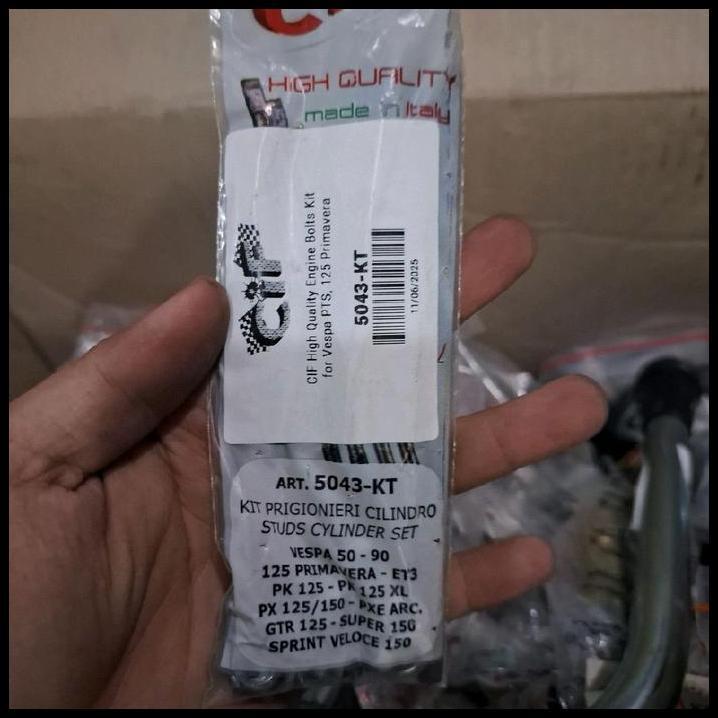 HIGH QUALITY
made in Italy
CIF
CIF High Quality Engine Bolts Kit
for Vespa PTS, 125 Primavera
5043-KT
11/06/2025
ART. 5043-KT
KIT PRIGIONIERI CILINDRO
STUDS CYLINDER SET
VESPA 50 - 90
125 PRIMAVERA - ET3
PK 125 - PK 125 XL
PX 125/150 - PXE ARC.
GTR 125 - SUPER 150
SPRINT VELOCE 150